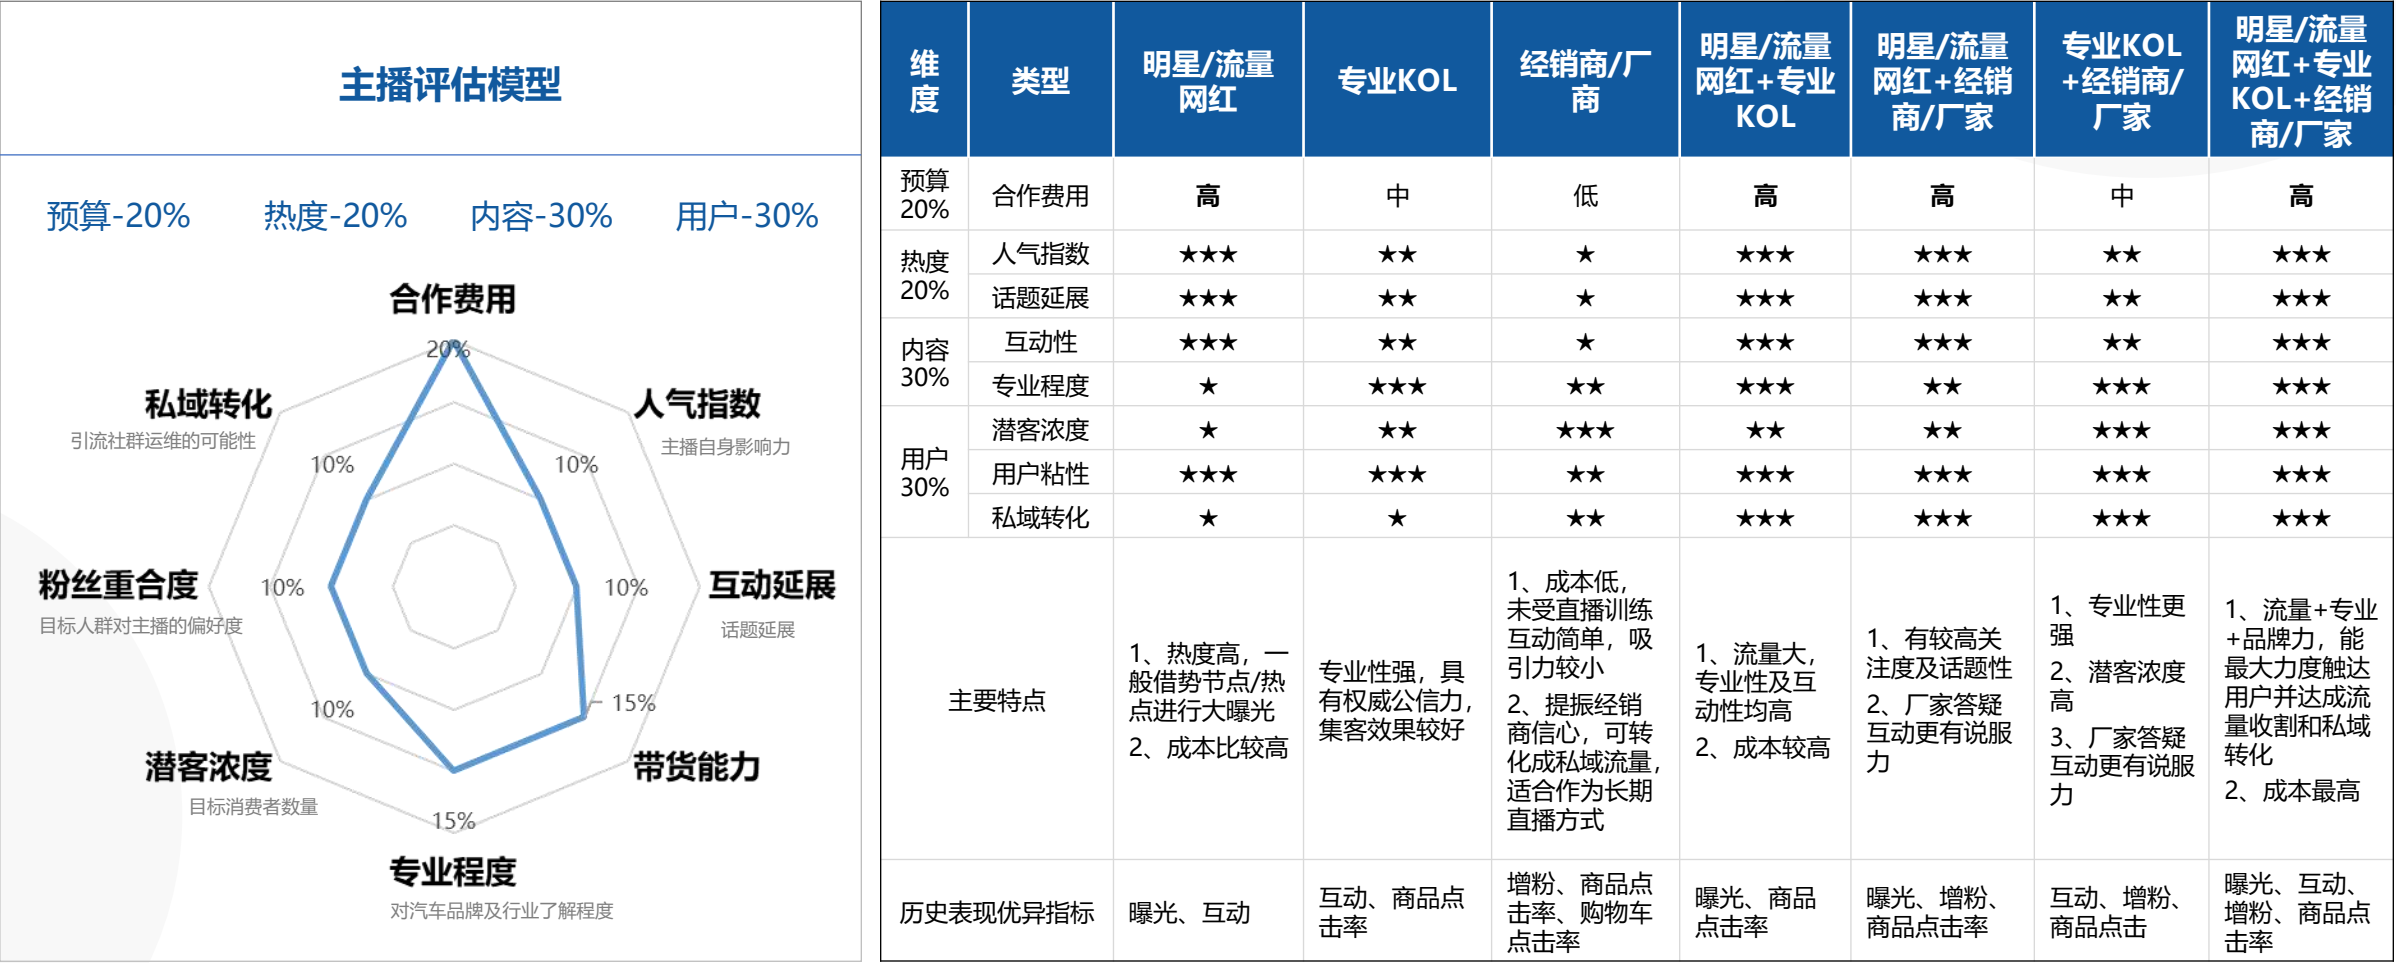 主播评估模型
预算-20% 热度-20% 内容-30% 用户-30%
合作费用
20%
私域转化
引流社群运维的可能性
10%
人气指数
主播自身影响力
10%
粉丝重合度
目标人群对主播的偏好度
10%
互动延展
话题延展
10%
潜客浓度
目标消费者数量
10%
带货能力
15%
15%
专业程度
对汽车品牌及行业了解程度
维
度
类型
明星/流量
网红
专业KOL
经销商/厂
商
明星/流量
网红+专业
KOL
明星/流量
网红+经销
商/厂家
专业KOL
+经销商/
厂家
明星/流量
网红+专业
KOL+经销
商/厂家
预算
20%
合作费用 高 中 低 高 高 中 高
热度
20%
人气指数 ★★★ ★★ ★ ★★★ ★★★ ★★ ★★★
话题延展 ★★★ ★★ ★ ★★★ ★★★ ★★ ★★★
内容
30%
互动性 ★★★ ★★ ★ ★★★ ★★★ ★★ ★★★
专业程度 ★ ★★★ ★★ ★★★ ★★ ★★★ ★★★
用户
30%
潜客浓度 ★ ★★ ★★★ ★★ ★★ ★★★ ★★★
用户粘性 ★★★ ★★★ ★★ ★★★ ★★★ ★★★ ★★★
私域转化 ★ ★ ★★ ★★★ ★★★ ★★★ ★★★
主要特点
1、热度高，一
般借势节点/热
点进行大曝光
2、成本比较高
专业性强，具
有权威公信力，
集客效果较好
1、成本低，
未受直播训练
互动简单，吸
引力较小
2、提振经销
商信心，可转
化成私域流量，
适合作为长期
直播方式
1、流量大，
专业性及互
动性均高
2、成本较高
1、有较高关
注度及话题性
2、厂家答疑
互动更有说服
力
1、专业性更
强
2、潜客浓度
高
3、厂家答疑
互动更有说服
力
1、流量+专业
+品牌力，能
最大力度触达
用户并达成流
量收割和私域
转化
2、成本最高
历史表现优异指标
曝光、互动
互动、商品点
击率
增粉、商品点
击率、购物车
点击率
曝光、商品
点击率
曝光、增粉、
商品点击率
互动、增粉、
商品点击
曝光、互动、
增粉、商品点
击率